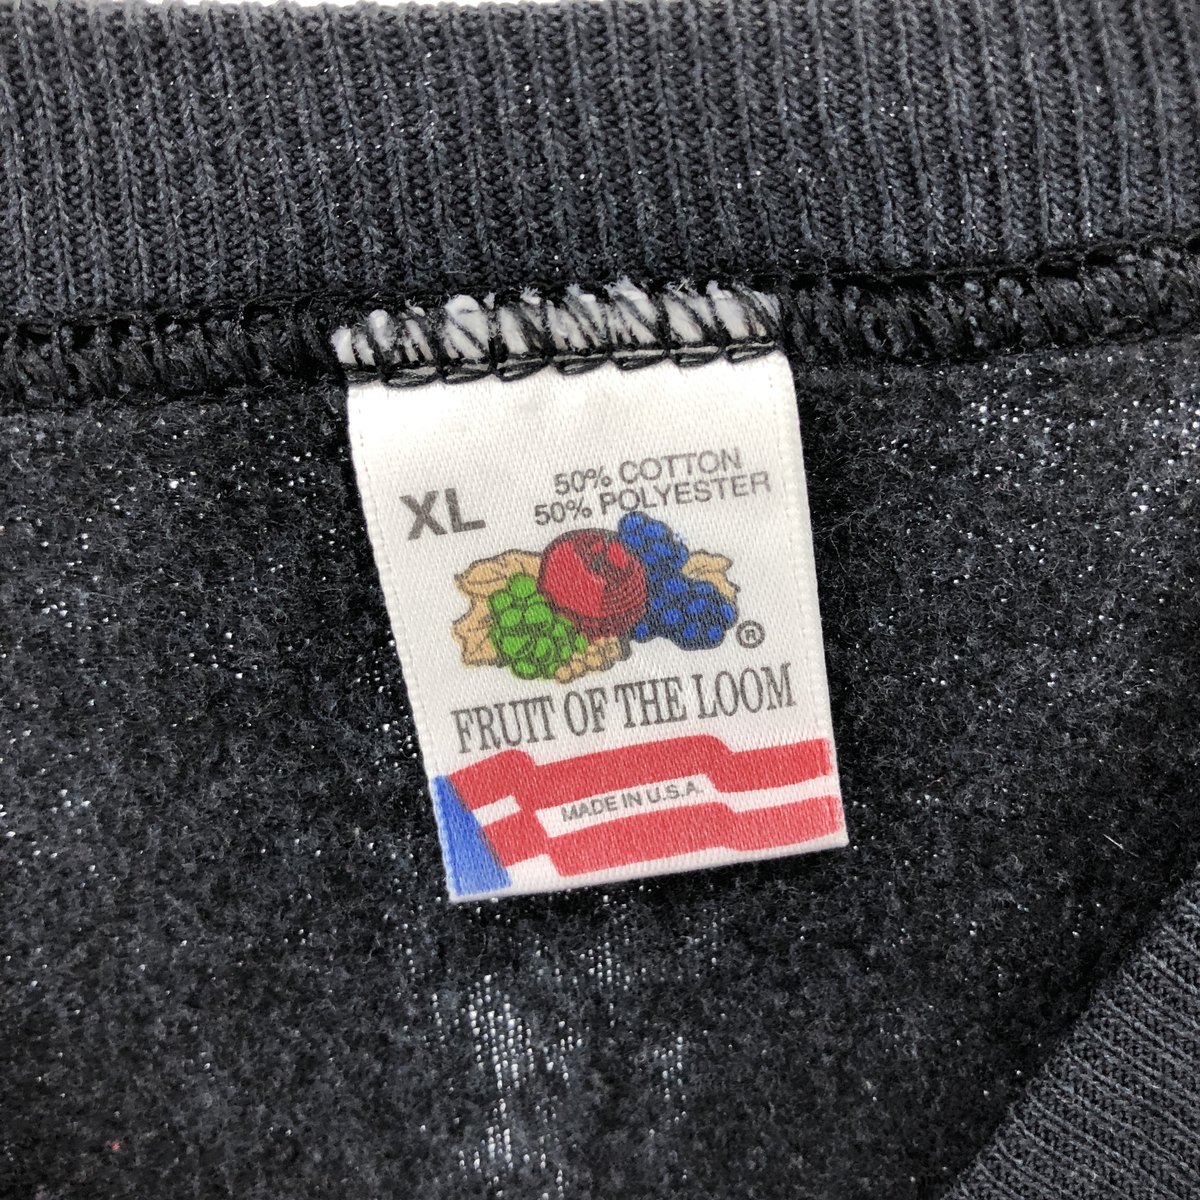 XL
50% COTTON
50% POLYESTER
®
FRUIT OF THE LOOM
MADE IN U.S.A.